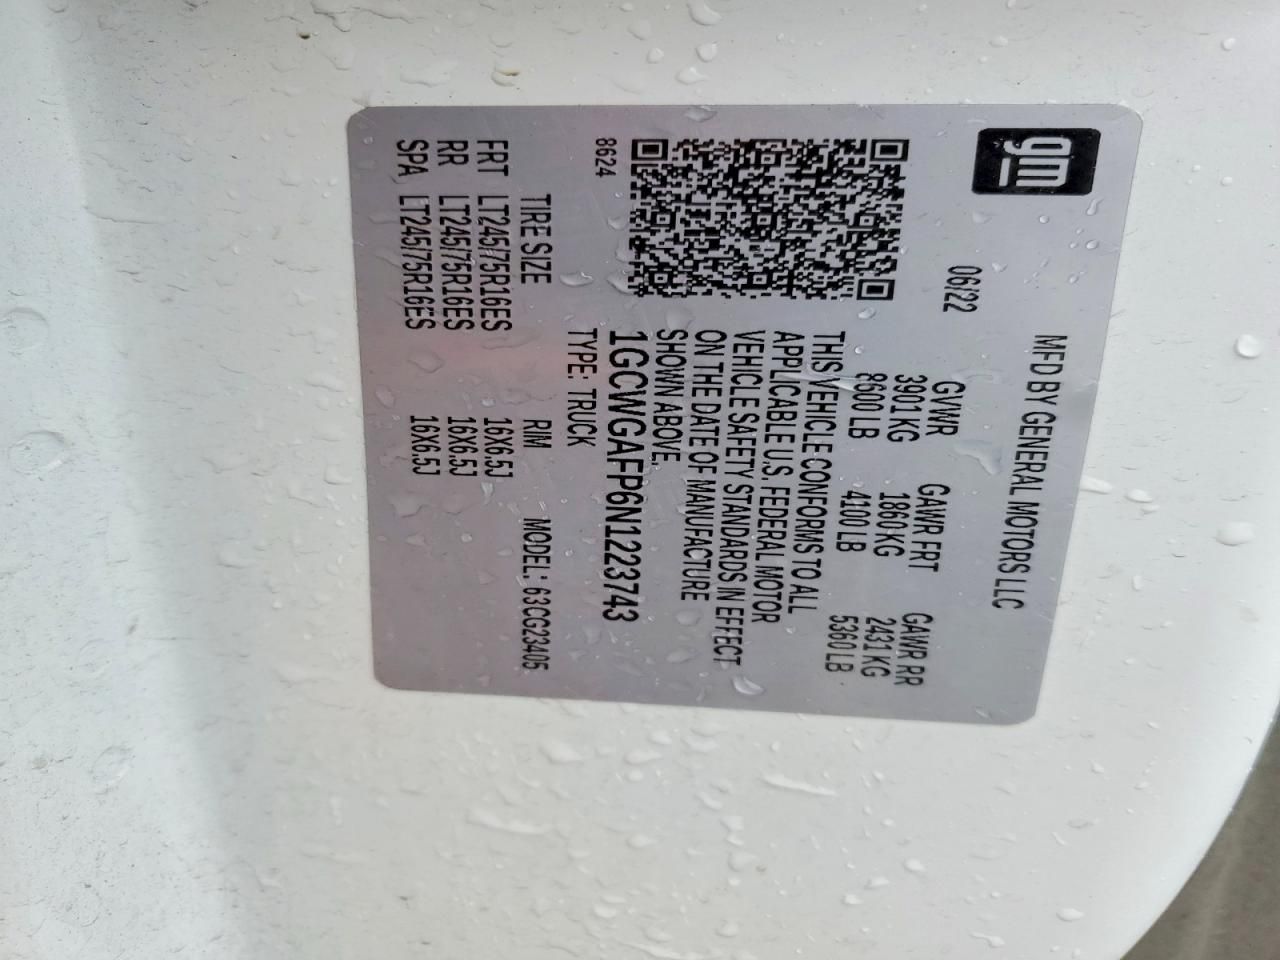 gm
MFD BY GENERAL MOTORS LLC
06/22
GVWR GAWR FRT GAWR RR
3901 KG 1860 KG 2431 KG
8600 LB 4100 LB 5360 LB
THIS VEHICLE CONFORMS TO ALL
APPLICABLE U.S. FEDERAL MOTOR
VEHICLE SAFETY STANDARDS IN EFFECT
ON THE DATE OF MANUFACTURE
SHOWN ABOVE.
1GCWGAFP6N1223743
8624
TYPE: TRUCK
MODEL: 63CG23405
TIRE SIZE RIM
FRT LT245/75R16ES 16X6.5J
RR LT245/75R16ES 16X6.5J
SPA LT245/75R16ES 16X6.5J